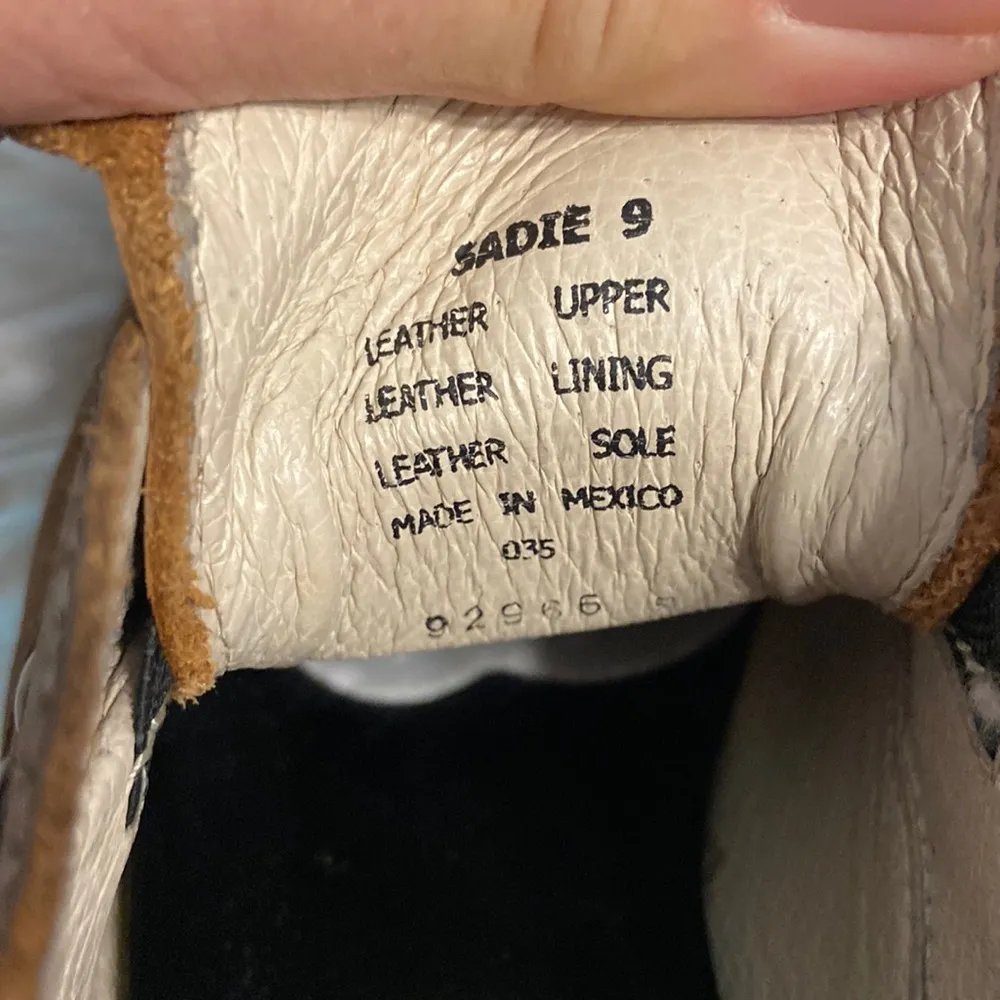 SADIE 9
LEATHER UPPER
LEATHER LINING
LEATHER SOLE
MADE IN MEXICO
035
92966